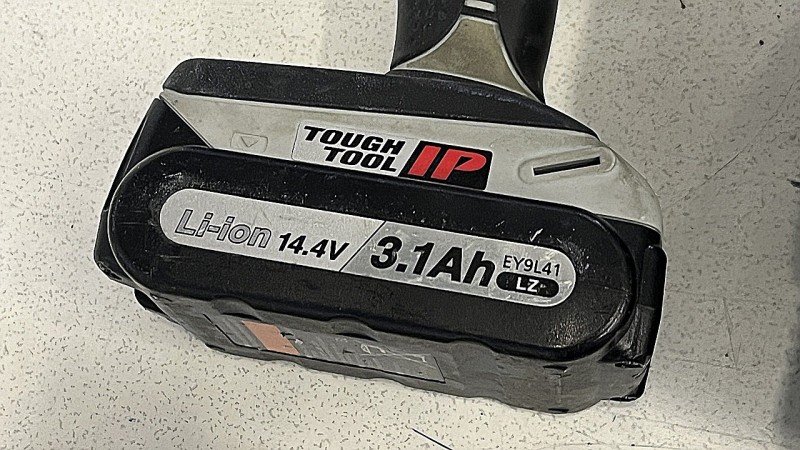 TOUGH
TOOL IP
Li-ion 14.4V / 3.1Ah EY9L41
LZ